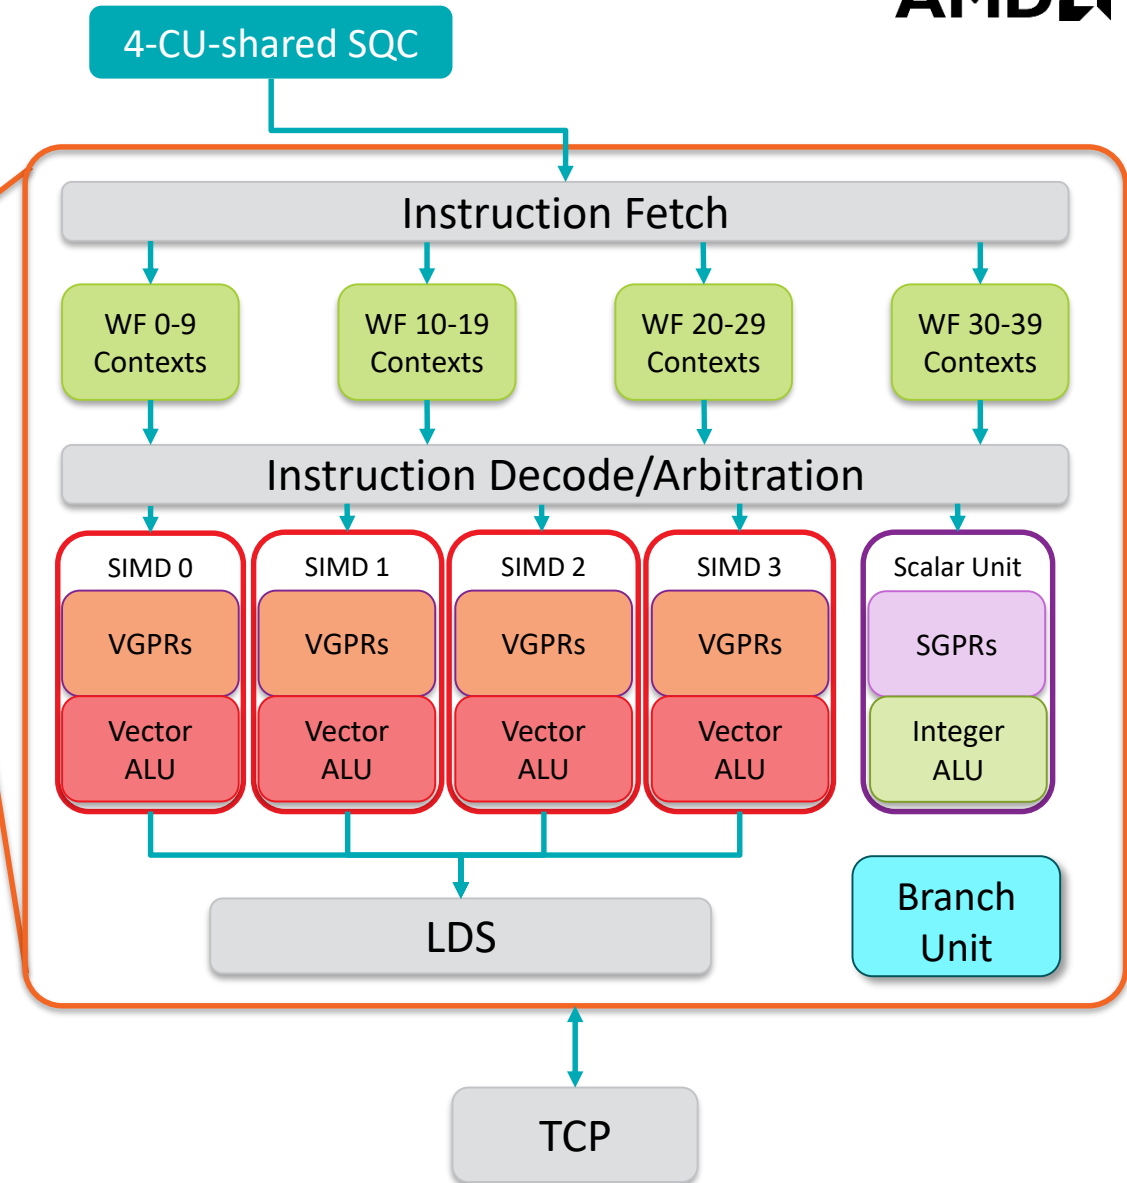 AMD
4-CU-shared SQC
Instruction Fetch
WF 0-9
Contexts
WF 10-19
Contexts
WF 20-29
Contexts
WF 30-39
Contexts
Instruction Decode/Arbitration
SIMD 0
SIMD 1
SIMD 2
SIMD 3
Scalar Unit
VGPRs
VGPRs
VGPRs
VGPRs
SGPRs
Vector
ALU
Vector
ALU
Vector
ALU
Vector
ALU
Integer
ALU
LDS
Branch
Unit
TCP